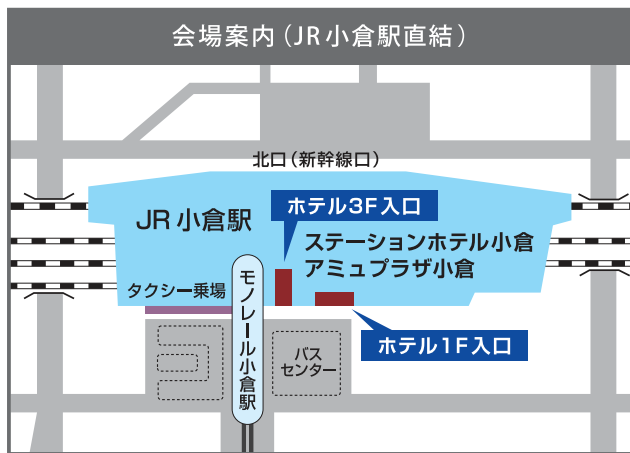 会場案内（JR小倉駅直結）
北口（新幹線口）
ホテル3F入口
JR小倉駅
ステーションホテル小倉
アミュプラザ小倉
タクシー乗場
モノレール小倉駅
ホテル1F入口
バス
センター